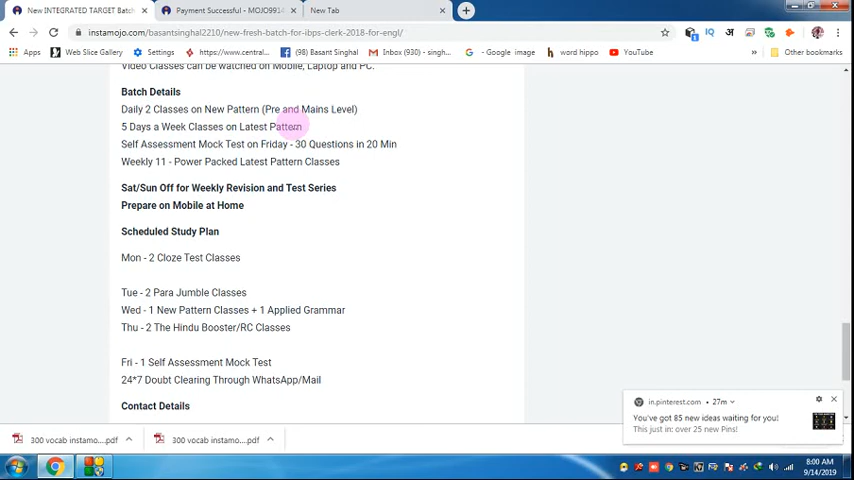 New INTEGRATED TARGET Batch
Payment Successful - MOJO9914
New Tab
instamojo.com/basantsinghal2210/new-fresh-batch-for-ibps-clerk-2018-for-engl/
Apps
Web Slice Gallery
Settings
https://www.central...
(98) Basant Singhal
Inbox (930) - singh...
G - Google image
word hippo
YouTube
Other bookmarks
Video Classes can be watched on Mobile, Laptop and PC.
Batch Details
Daily 2 Classes on New Pattern (Pre and Mains Level)
5 Days a Week Classes on Latest Pattern
Self Assessment Mock Test on Friday - 30 Questions in 20 Min
Weekly 11 - Power Packed Latest Pattern Classes
Sat/Sun Off for Weekly Revision and Test Series
Prepare on Mobile at Home
Scheduled Study Plan
Mon - 2 Cloze Test Classes
Tue - 2 Para Jumble Classes
Wed - 1 New Pattern Classes + 1 Applied Grammar
Thu - 2 The Hindu Booster/RC Classes
Fri - 1 Self Assessment Mock Test
24*7 Doubt Clearing Through WhatsApp/Mail
Contact Details
in.pinterest.com • 27m
You've got 85 new ideas waiting for you!
This just in: over 25 new Pins!
300 vocab instamo....pdf
300 vocab instamo....pdf
8:00 AM
9/14/2019